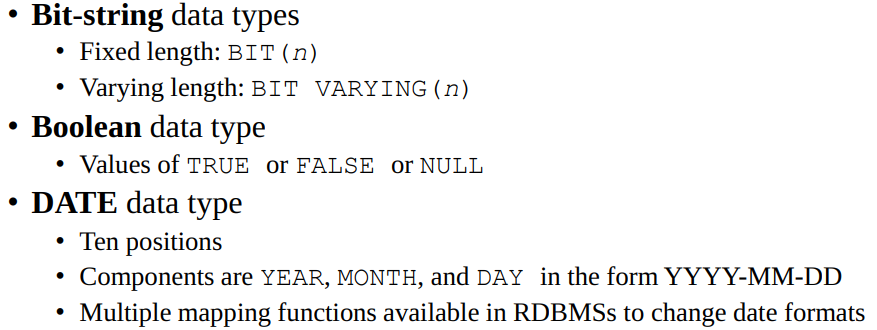 • Bit-string data types
• Fixed length: BIT(n)
• Varying length: BIT VARYING(n)
• Boolean data type
• Values of TRUE or FALSE or NULL
• DATE data type
• Ten positions
• Components are YEAR, MONTH, and DAY in the form YYYY-MM-DD
• Multiple mapping functions available in RDBMSs to change date formats